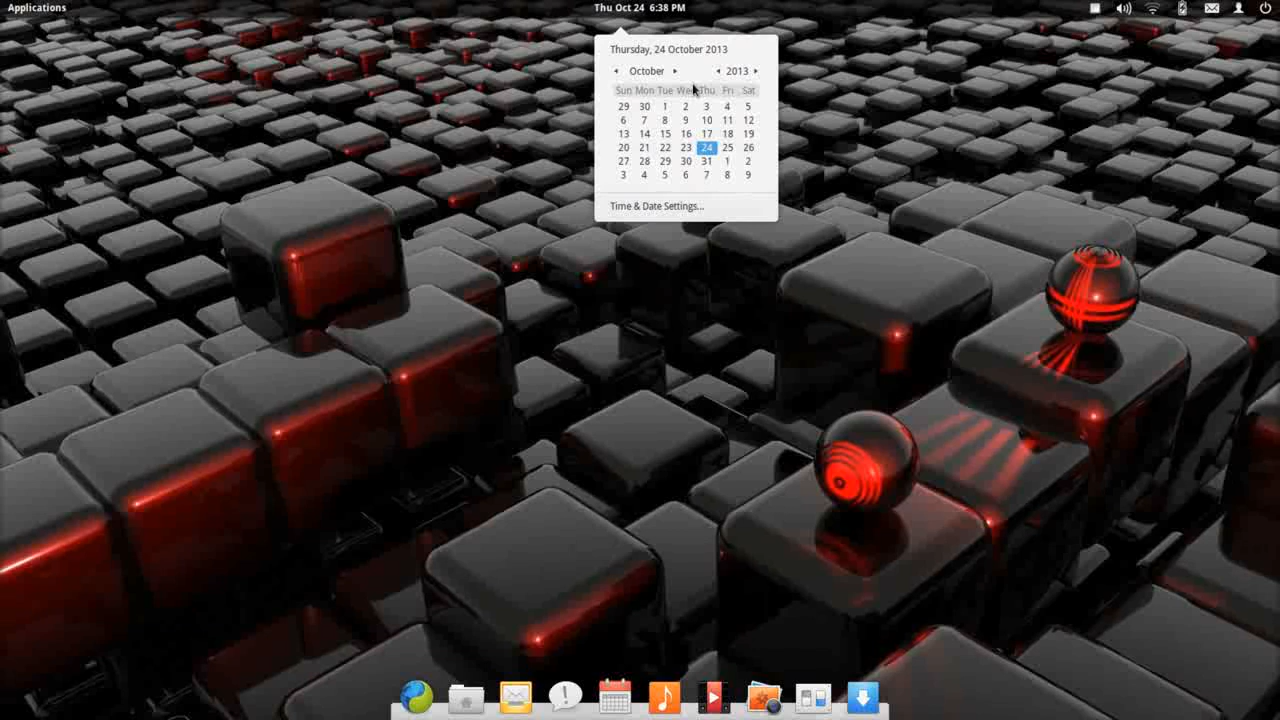 Applications
Thu Oct 24 6:38 PM
Thursday, 24 October 2013
October 2013
Sun Mon Tue Wed Thu Fri Sat
29 30 1 2 3 4 5
6 7 8 9 10 11 12
13 14 15 16 17 18 19
20 21 22 23 24 25 26
27 28 29 30 31 1 2
3 4 5 6 7 8 9
Time & Date Settings...